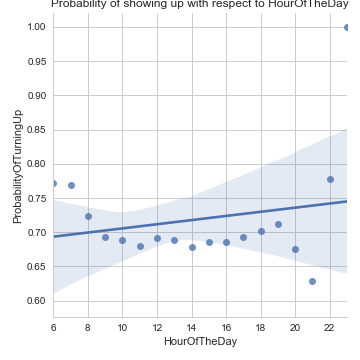 Probability of showing up with respect to HourOfTheDay
1.00
0.95
0.90
0.85
0.80
0.75
0.70
0.65
0.60
ProbabilityOfTurningUp
6 8 10 12 14 16 18 20 22
HourOfTheDay